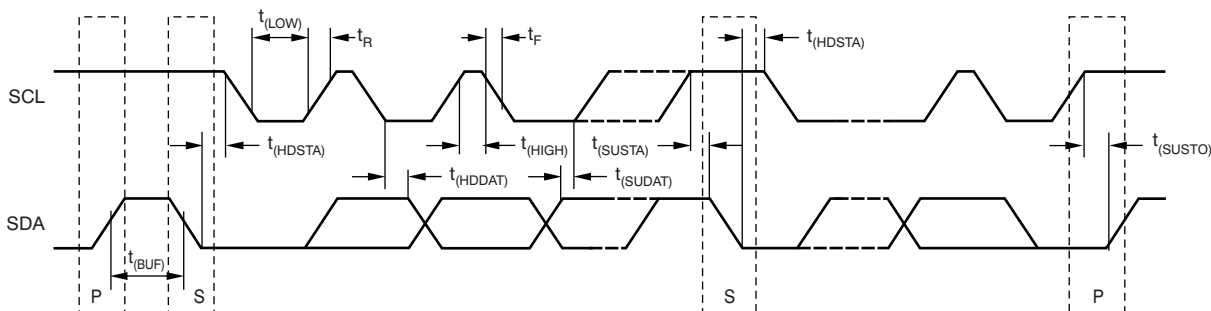 t(LOW)
tR
tF
t(HDSTA)
SCL
t(HDSTA)
t(HIGH)
t(SUSTA)
t(SUSTO)
t(HDDAT)
t(SUDAT)
SDA
t(BUF)
P
S
S
P